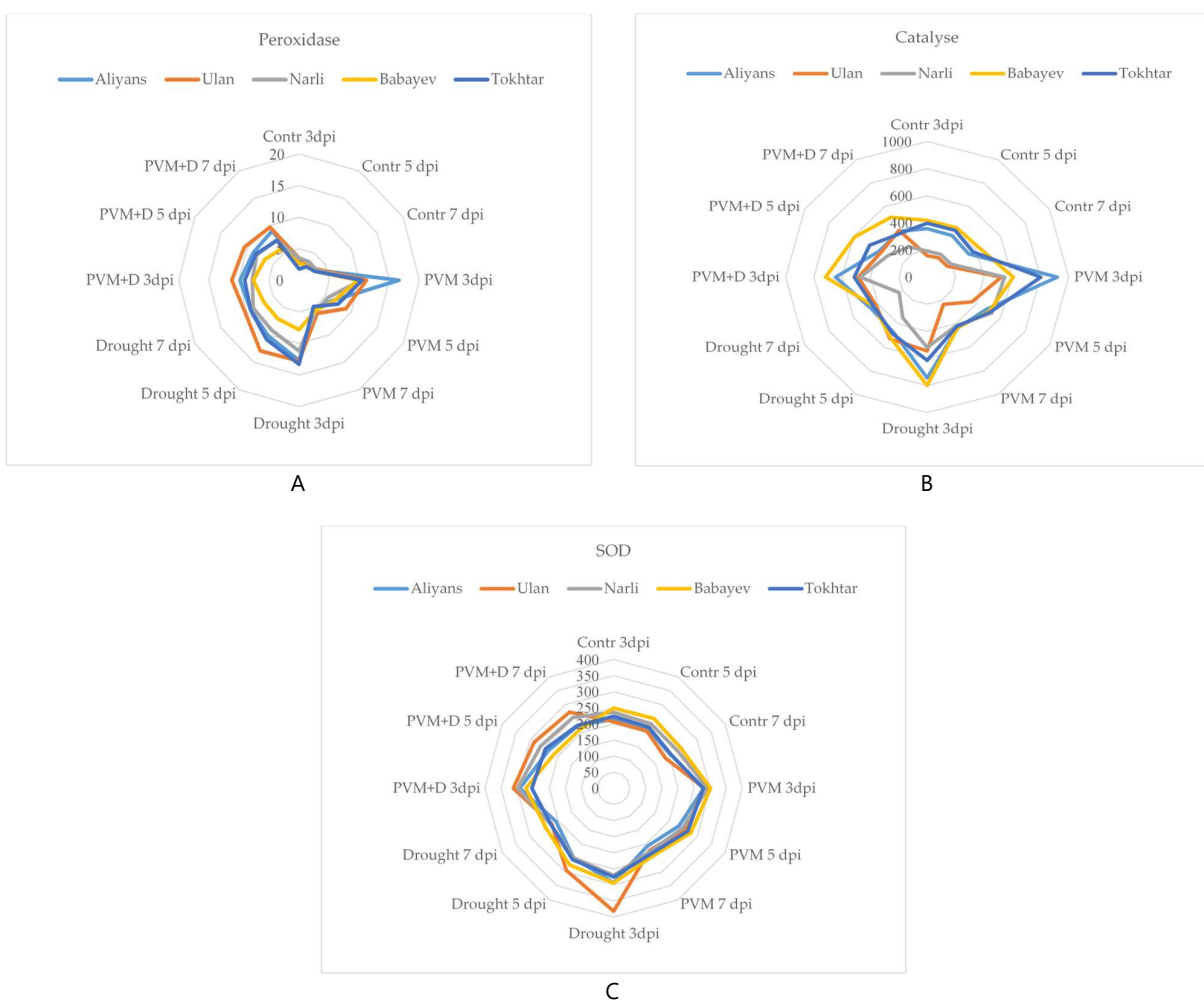 Peroxidase
Aliyans Ulan Narli Babayev Tokhtar
Contr 3dpi
20
PVM+D 7 dpi Contr 5 dpi
15
10
PVM+D 5 dpi Contr 7 dpi
5
PVM+D 3dpi 0 PVM 3dpi
Drought 7 dpi PVM 5 dpi
Drought 5 dpi PVM 7 dpi
Drought 3dpi
A
Catalyse
Aliyans Ulan Narli Babayev Tokhtar
Contr 3dpi
1000
PVM+D 7 dpi Contr 5 dpi
800
600
PVM+D 5 dpi Contr 7 dpi
400
200
PVM+D 3dpi 0 PVM 3dpi
Drought 7 dpi PVM 5 dpi
Drought 5 dpi PVM 7 dpi
Drought 3dpi
B
SOD
Aliyans Ulan Narli Babayev Tokhtar
Contr 3dpi
400
PVM+D 7 dpi 350 Contr 5 dpi
300
250
PVM+D 5 dpi 200 Contr 7 dpi
150
100
50
PVM+D 3dpi 0 PVM 3dpi
Drought 7 dpi PVM 5 dpi
Drought 5 dpi PVM 7 dpi
Drought 3dpi
C